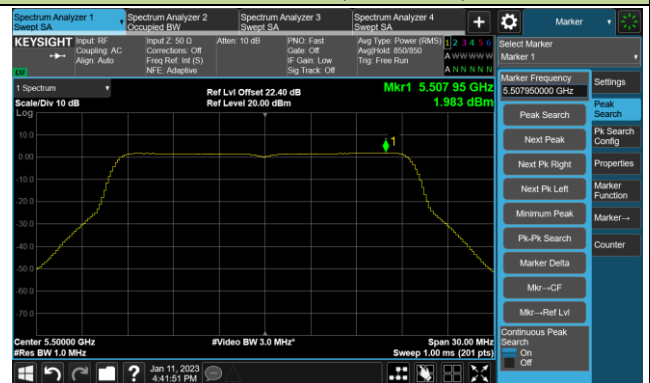 Spectrum Analyzer 1
Swept SA
Spectrum Analyzer 2
Occupied BW
Spectrum Analyzer 3
Swept SA
Spectrum Analyzer 4
Swept SA
+
Marker
KEYSIGHT
Input: RF
Coupling: AC
Align: Auto
Input Z: 50 Ω
Corrections: Off
Freq Ref: Int (S)
NFE: Adaptive
Atten: 10 dB
PNO: Fast
Gate: Off
IF Gain: Low
Sig Track: Off
Avg Type: Power (RMS)
Avg|Hold: 850/850
Trig: Free Run
1 2 3 4 5 6
A W W W W W
A N N N N N
Select Marker
Marker 1
1 Spectrum
Scale/Div 10 dB
Log
Ref Lvl Offset 22.40 dB
Ref Level 20.00 dBm
Mkr1 5.507 95 GHz
1.983 dBm
1
10.0
0.00
-10.0
-20.0
-30.0
-40.0
-50.0
-60.0
-70.0
Center 5.50000 GHz
#Res BW 1.0 MHz
#Video BW 3.0 MHz*
Span 30.00 MHz
Sweep 1.00 ms (201 pts)
Marker Frequency
5.507950000 GHz
Peak Search
Next Peak
Next Pk Right
Next Pk Left
Minimum Peak
Pk-Pk Search
Marker Delta
Mkr→CF
Mkr→Ref Lvl
Continuous Peak
Search
On
Off
Settings
Peak
Search
Pk Search
Config
Properties
Marker
Function
Marker→
Counter
?
Jan 11, 2023
4:41:51 PM